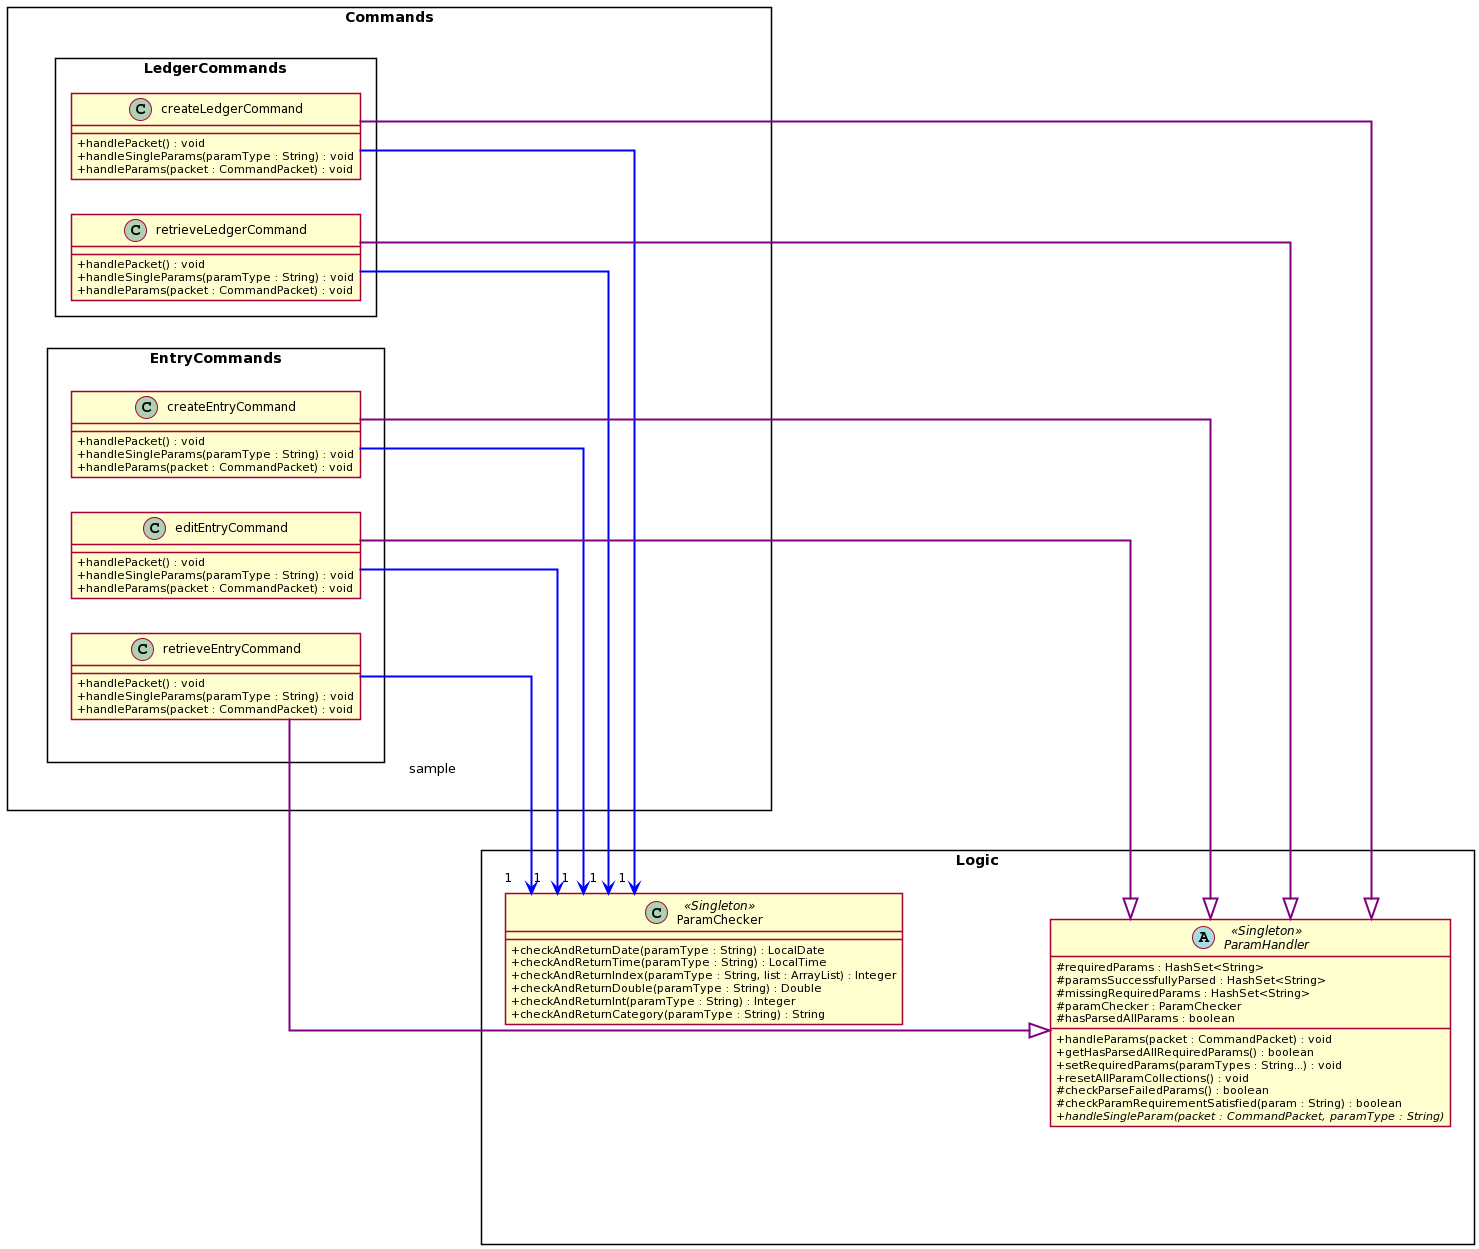 Commands
LedgerCommands
C createLedgerCommand
+handlePacket() : void
+handleSingleParams(paramType : String) : void
+handleParams(packet : CommandPacket) : void
C retrieveLedgerCommand
+handlePacket() : void
+handleSingleParams(paramType : String) : void
+handleParams(packet : CommandPacket) : void
EntryCommands
C createEntryCommand
+handlePacket() : void
+handleSingleParams(paramType : String) : void
+handleParams(packet : CommandPacket) : void
C editEntryCommand
+handlePacket() : void
+handleSingleParams(paramType : String) : void
+handleParams(packet : CommandPacket) : void
C retrieveEntryCommand
+handlePacket() : void
+handleSingleParams(paramType : String) : void
+handleParams(packet : CommandPacket) : void
sample
Logic
1 1 1 1 1
«Singleton»
C ParamChecker
+checkAndReturnDate(paramType : String) : LocalDate
+checkAndReturnTime(paramType : String) : LocalTime
+checkAndReturnIndex(paramType : String, list : ArrayList) : Integer
+checkAndReturnDouble(paramType : String) : Double
+checkAndReturnInt(paramType : String) : Integer
+checkAndReturnCategory(paramType : String) : String
«Singleton»
A ParamHandler
#requiredParams : HashSet<String>
#paramsSuccessfullyParsed : HashSet<String>
#missingRequiredParams : HashSet<String>
#paramChecker : ParamChecker
#hasParsedAllParams : boolean
+handleParams(packet : CommandPacket) : void
+getHasParsedAllRequiredParams() : boolean
+setRequiredParams(paramTypes : String...) : void
+resetAllParamCollections() : void
#checkParseFailedParams() : boolean
#checkParamRequirementSatisfied(param : String) : boolean
+handleSingleParam(packet : CommandPacket, paramType : String)